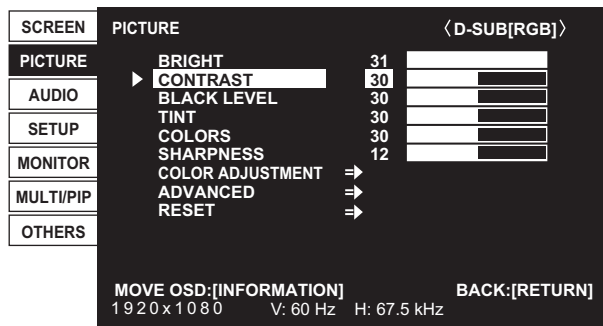 SCREEN
PICTURE
AUDIO
SETUP
MONITOR
MULTI/PIP
OTHERS
PICTURE 〈D-SUB[RGB]〉
BRIGHT 31
CONTRAST 30
BLACK LEVEL 30
TINT 30
COLORS 30
SHARPNESS 12
COLOR ADJUSTMENT
ADVANCED
RESET
MOVE OSD:[INFORMATION] BACK:[RETURN]
1920x1080 V: 60 Hz H: 67.5 kHz